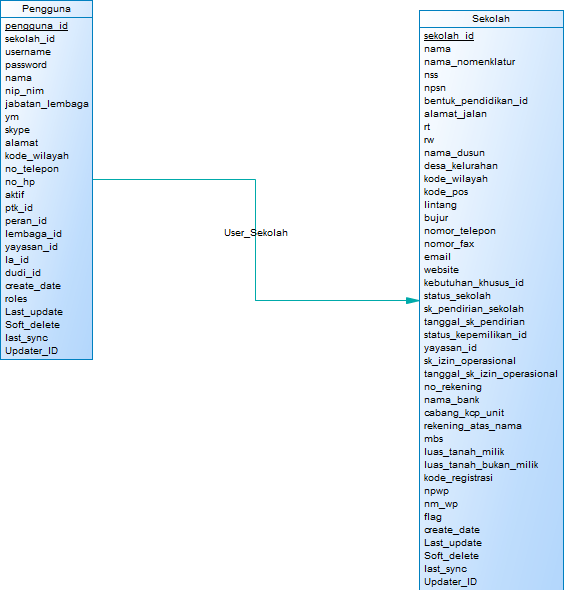 Pengguna
pengguna_id
sekolah_id
username
password
nama
nip_nim
jabatan_lembaga
ym
skype
alamat
kode_wilayah
no_telepon
no_hp
aktif
ptk_id
peran_id
lembaga_id
yayasan_id
la_id
dudi_id
create_date
roles
Last_update
Soft_delete
last_sync
Updater_ID
User_Sekolah
Sekolah
sekolah_id
nama
nama_nomenklatur
nss
npsn
bentuk_pendidikan_id
alamat_jalan
rt
rw
nama_dusun
desa_kelurahan
kode_wilayah
kode_pos
lintang
bujur
nomor_telepon
nomor_fax
email
website
kebutuhan_khusus_id
status_sekolah
sk_pendirian_sekolah
tanggal_sk_pendirian
status_kepemilikan_id
yayasan_id
sk_izin_operasional
tanggal_sk_izin_operasional
no_rekening
nama_bank
cabang_kcp_unit
rekening_atas_nama
mbs
luas_tanah_milik
luas_tanah_bukan_milik
kode_registrasi
npwp
nm_wp
flag
create_date
Last_update
Soft_delete
last_sync
Updater_ID